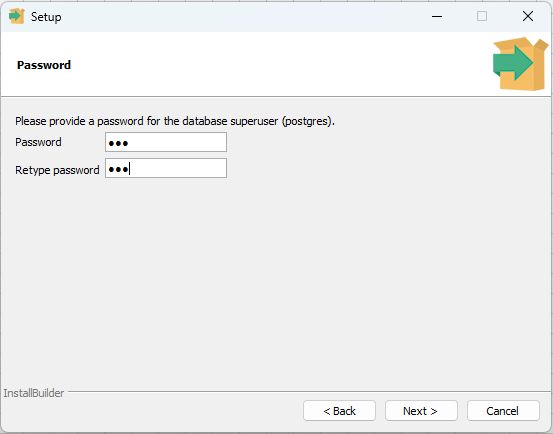 Setup
Password
Please provide a password for the database superuser (postgres).
Password •••
Retype password •••
InstallBuilder
< Back Next > Cancel